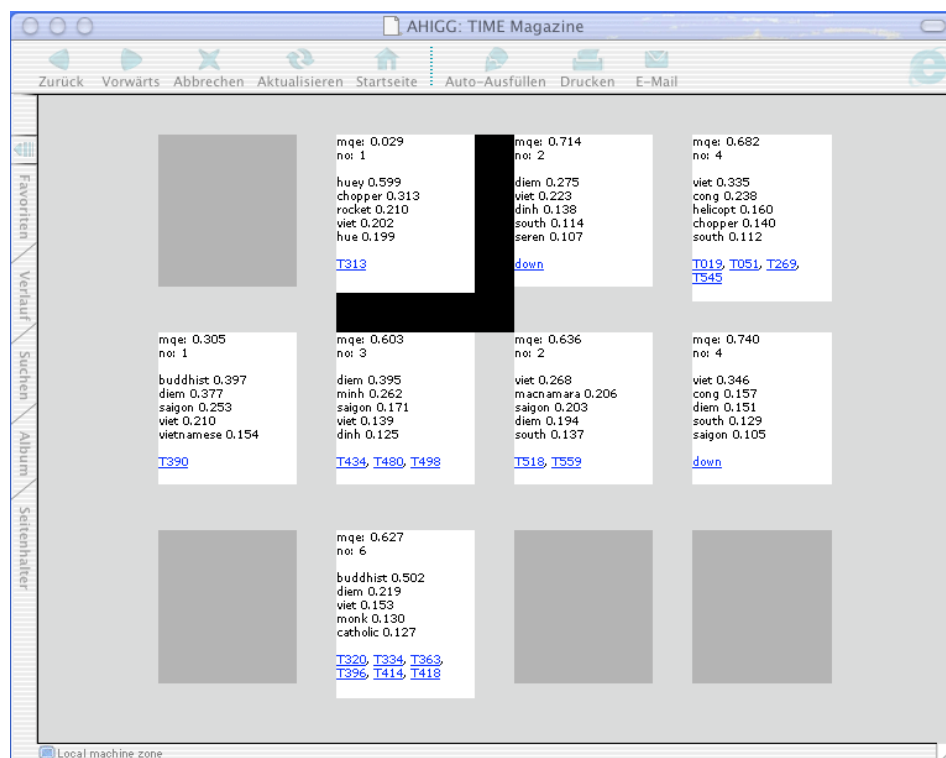 AHIGG: TIME Magazine
Zurück Vorwärts Abbrechen Aktualisieren Startseite Auto-Ausfüllen Drucken E-Mail
Favoriten
Verlauf
Suchen
Album
Seitenhalter
mqe: 0.029
no: 1
huey 0.599
chopper 0.313
rocket 0.210
viet 0.202
hue 0.199
T313
mqe: 0.714
no: 2
diem 0.275
viet 0.223
dinh 0.138
south 0.114
seren 0.107
down
mqe: 0.682
no: 4
viet 0.335
cong 0.238
helicopt 0.160
chopper 0.140
south 0.112
T019, T051, T269,
T545
mqe: 0.305
no: 1
buddhist 0.397
diem 0.377
saigon 0.253
viet 0.210
vietnamese 0.154
T390
mqe: 0.603
no: 3
diem 0.395
minh 0.262
saigon 0.171
viet 0.139
dinh 0.125
T434, T480, T498
mqe: 0.636
no: 2
viet 0.268
macnamara 0.206
saigon 0.203
diem 0.194
south 0.137
T518, T559
mqe: 0.740
no: 4
viet 0.346
cong 0.157
diem 0.151
south 0.129
saigon 0.105
down
mqe: 0.627
no: 6
buddhist 0.502
diem 0.219
viet 0.153
monk 0.130
catholic 0.127
T320, T334, T363,
T396, T414, T418
Local machine zone